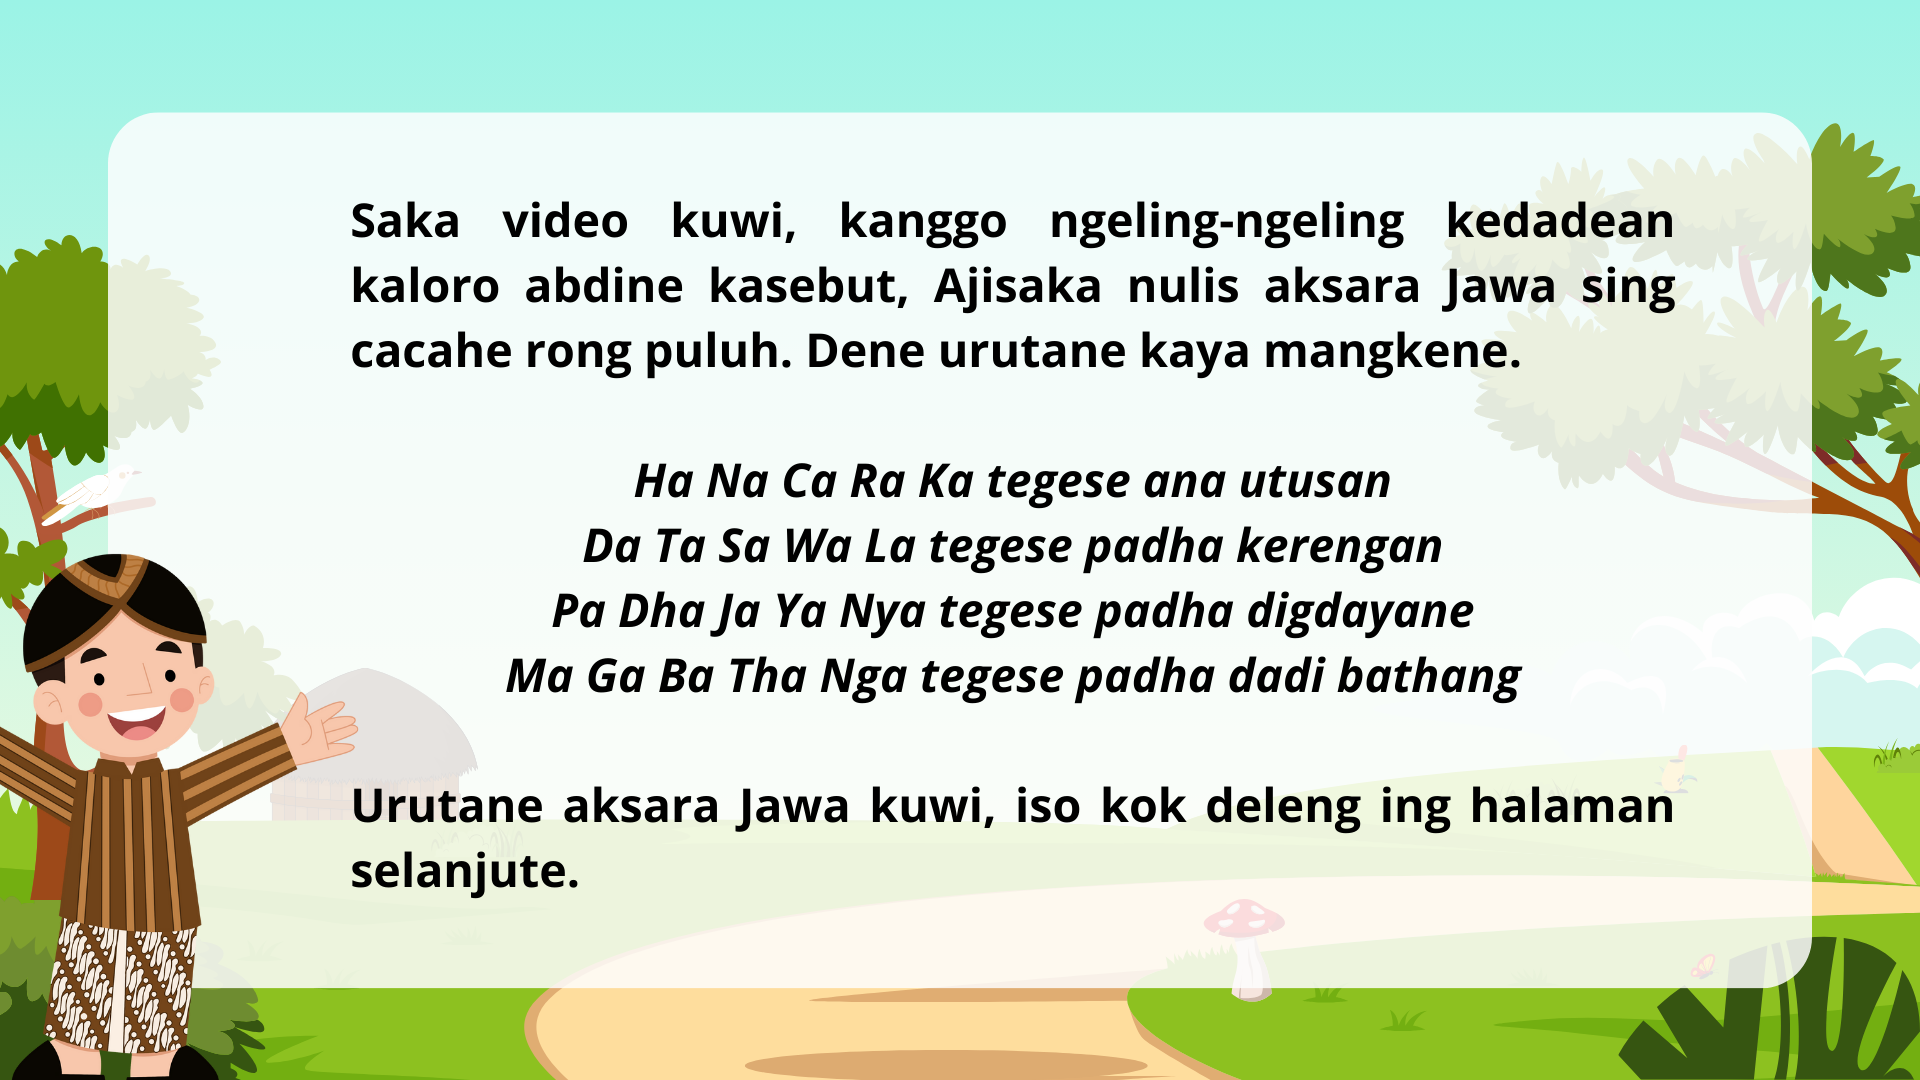 Saka video kuwi, kanggo ngeling-ngeling kedadean
kaloro abdine kasebut, Ajisaka nulis aksara Jawa sing
cacahe rong puluh. Dene urutane kaya mangkene.
Ha Na Ca Ra Ka tegese ana utusan
Da Ta Sa Wa La tegese padha kerengan
Pa Dha Ja Ya Nya tegese padha digdayane
Ma Ga Ba Tha Nga tegese padha dadi bathang
Urutane aksara Jawa kuwi, iso kok deleng ing halaman
selanjute.